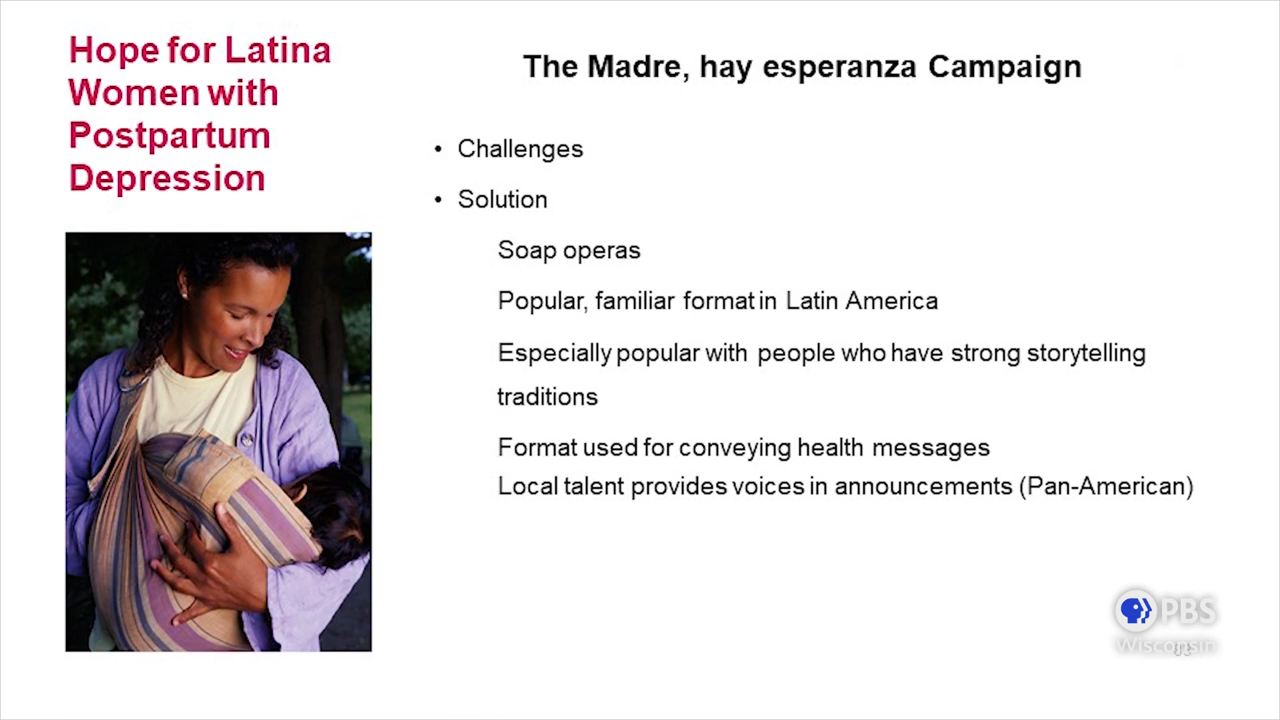 Hope for Latina
Women with
Postpartum
Depression
The Madre, hay esperanza Campaign
• Challenges
• Solution
Soap operas
Popular, familiar format in Latin America
Especially popular with people who have strong storytelling
traditions
Format used for conveying health messages
Local talent provides voices in announcements (Pan-American)
PBS
Wisconsin